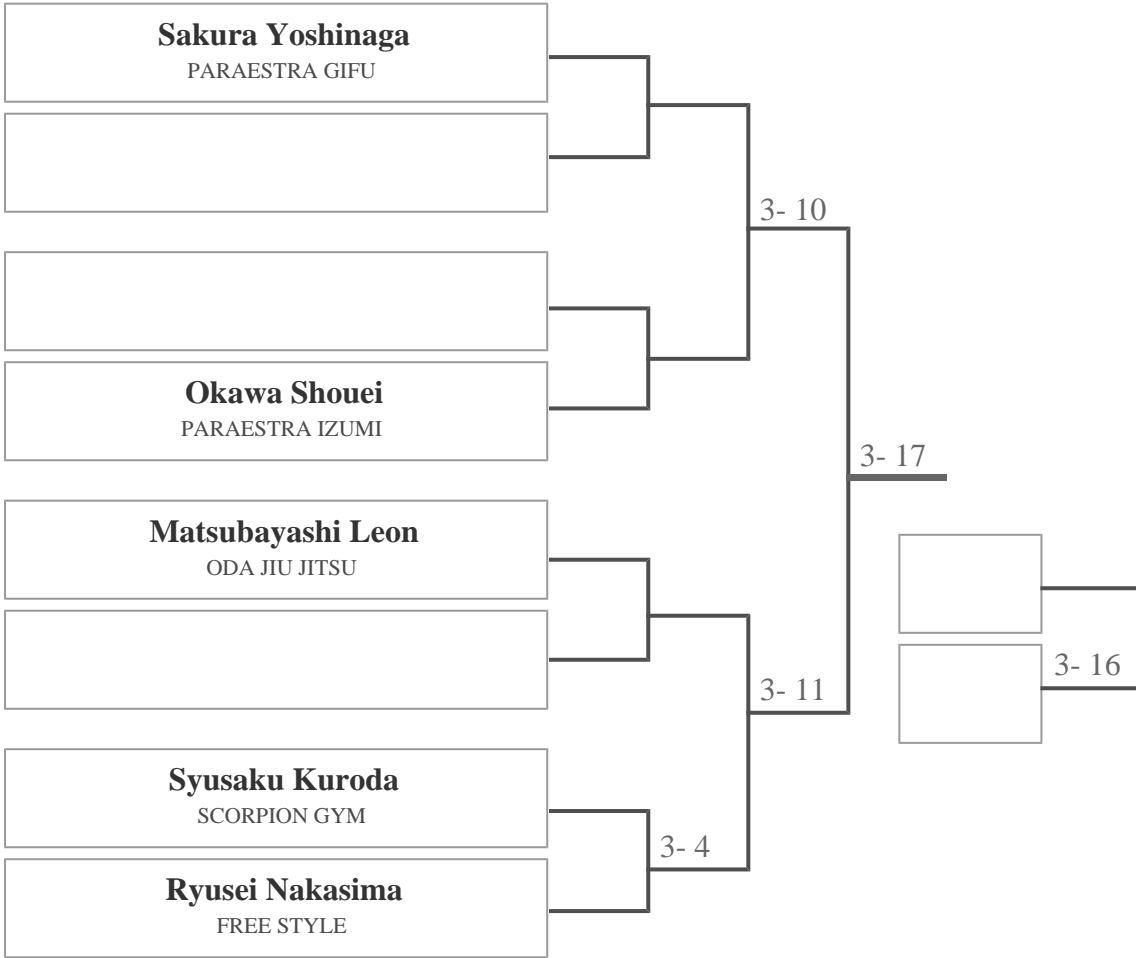 Sakura Yoshinaga
PARAESTRA GIFU
3- 10
Okawa Shouei
PARAESTRA IZUMI
3- 17
Matsubayashi Leon
ODA JIU JITSU
3- 11
3- 16
Syusaku Kuroda
SCORPION GYM
3- 4
Ryusei Nakasima
FREE STYLE